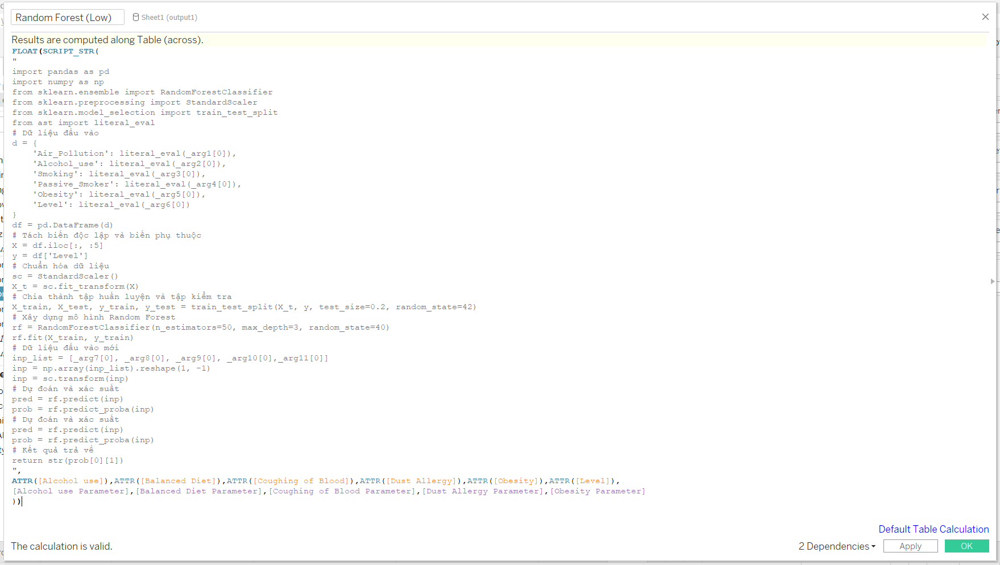 Random Forest (Low)
Sheet1 (output1)
Results are computed along Table (across).
FLOAT(SCRIPT_STR(
"
import pandas as pd
import numpy as np
from sklearn.ensemble import RandomForestClassifier
from sklearn.preprocessing import StandardScaler
from sklearn.model_selection import train_test_split
from ast import literal_eval
# Dữ liệu đầu vào
d = {
    'Air_Pollution': literal_eval(_arg1[0]),
    'Alcohol_use': literal_eval(_arg2[0]),
    'Smoking': literal_eval(_arg3[0]),
    'Passive_Smoker': literal_eval(_arg4[0]),
    'Obesity': literal_eval(_arg5[0]),
    'Level': literal_eval(_arg6[0])
}
df = pd.DataFrame(d)
# Tách biến độc lập và biến phụ thuộc
X = df.iloc[:, :5]
y = df['Level']
# Chuẩn hóa dữ liệu
sc = StandardScaler()
X_t = sc.fit_transform(X)
# Chia thành tập huấn luyện và tập kiểm tra
X_train, X_test, y_train, y_test = train_test_split(X_t, y, test_size=0.2, random_state=42)
# Xây dựng mô hình Random Forest
rf = RandomForestClassifier(n_estimators=50, max_depth=3, random_state=40)
rf.fit(X_train, y_train)
# Dữ liệu đầu vào mới
inp_list = [_arg7[0], _arg8[0], _arg9[0], _arg10[0],_arg11[0]]
inp = np.array(inp_list).reshape(1, -1)
inp = sc.transform(inp)
# Dự đoán và xác suất
pred = rf.predict(inp)
prob = rf.predict_proba(inp)
# Dự đoán và xác suất
pred = rf.predict(inp)
prob = rf.predict_proba(inp)
# Kết quả trả về
return str(prob[0][1])
",
ATTR([Alcohol use]),ATTR([Balanced Diet]),ATTR([Coughing of Blood]),ATTR([Dust Allergy]),ATTR([Obesity]),ATTR([Level]),
[Alcohol use Parameter],[Balanced Diet Parameter],[Coughing of Blood Parameter],[Dust Allergy Parameter],[Obesity Parameter]
))
Default Table Calculation
The calculation is valid.
2 Dependencies
Apply
OK